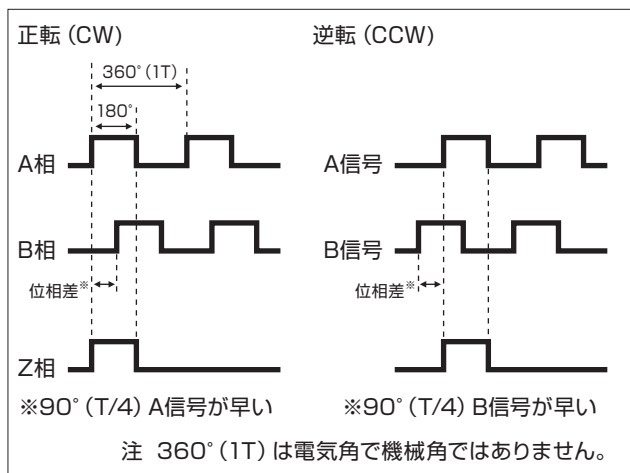 正転 (CW)
360°(1T)
180°
A相
B相
位相差※
Z相
※90°(T/4) A信号が早い
逆転 (CCW)
A信号
B信号
位相差※
※90°(T/4) B信号が早い
注 360°(1T) は電気角で機械角ではありません。